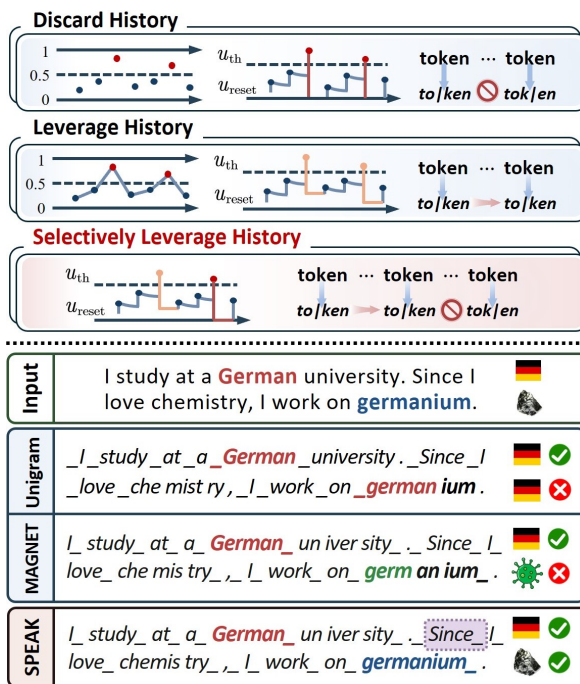 Discard History
1
0.5
0
u_th
u_reset
token ... token
to/ken tok/en
Leverage History
1
0.5
0
u_th
u_reset
token ... token
to/ken to/ken
Selectively Leverage History
u_th
u_reset
token ... token ... token
to/ken to/ken tok/en
Input
I study at a German university. Since I
love chemistry, I work on germanium.
Unigram
_I _study _at _a _German _university . _Since _I
_love _che mist ry , _I _work _on _german ium .
MAGNET
I_ study_ at_ a_ German_ un iver sity_ ._ Since_ I_
love_ che mis try_ ,_ I_ work_ on_ germ an ium_ .
SPEAK
I_ study_ at_ a_ German_ un iver sity_ ._ Since_ I_
love_ chemis try_ ,_ I_ work_ on_ germanium_ .